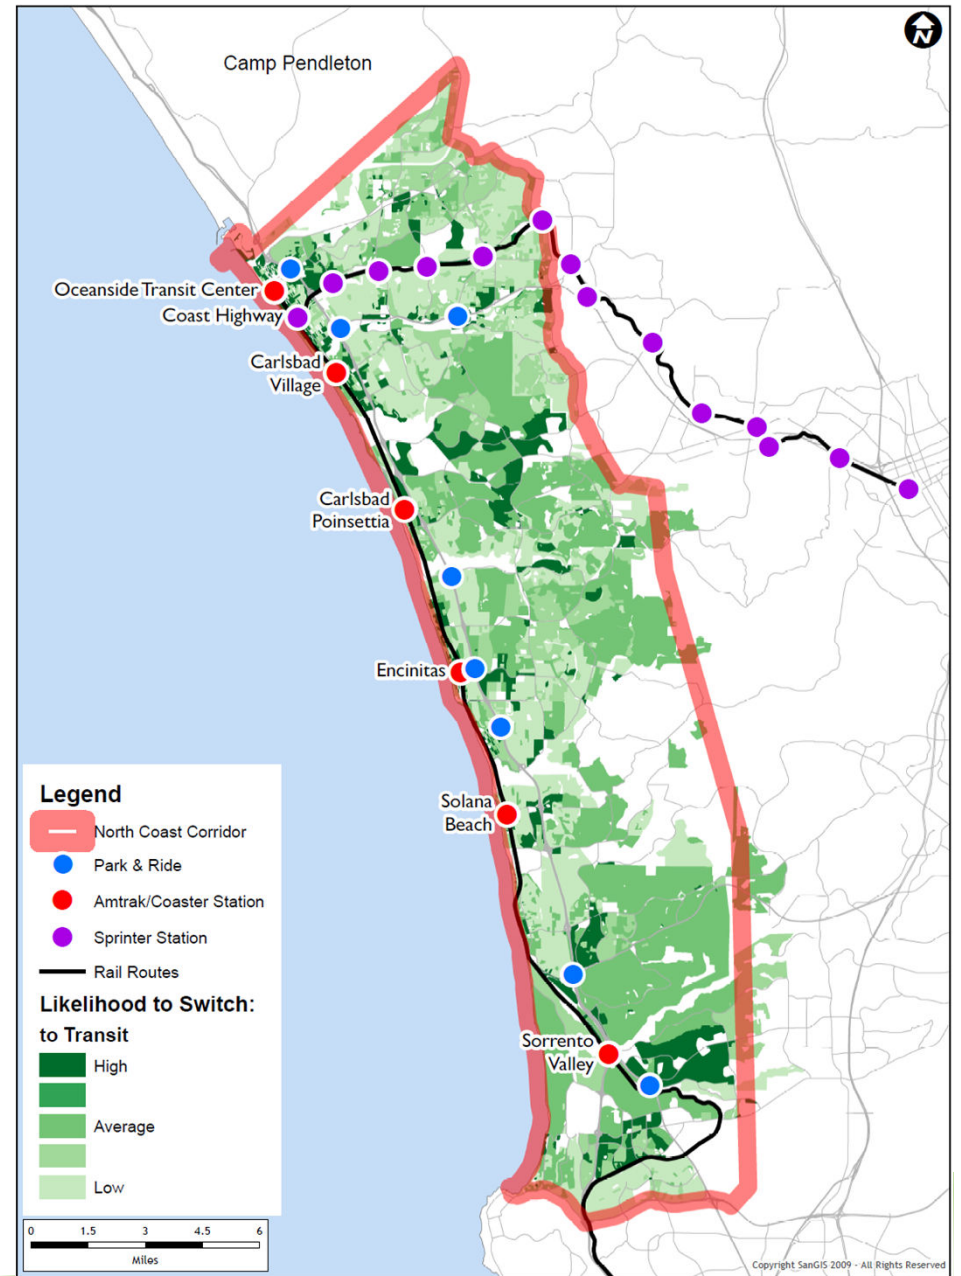 N
Camp Pendleton
Oceanside Transit Center
Coast Highway
Carlsbad
Village
Carlsbad
Poinsettia
Encinitas
Solana
Beach
Sorrento
Valley
Legend
North Coast Corridor
Park & Ride
Amtrak/Coaster Station
Sprinter Station
Rail Routes
Likelihood to Switch:
to Transit
High
Average
Low
0 1.5 3 4.5 6
Miles
Copyright SanGIS 2009 - All Rights Reserved